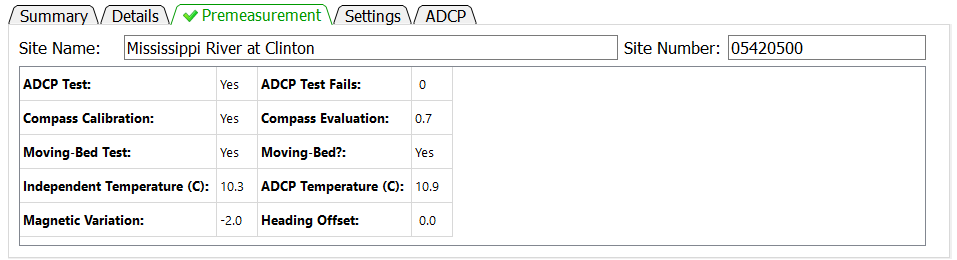 Summary Details Premeasurement Settings ADCP
Site Name: Mississippi River at Clinton Site Number: 05420500
ADCP Test: Yes ADCP Test Fails: 0
Compass Calibration: Yes Compass Evaluation: 0.7
Moving-Bed Test: Yes Moving-Bed?: Yes
Independent Temperature (C): 10.3 ADCP Temperature (C): 10.9
Magnetic Variation: -2.0 Heading Offset: 0.0